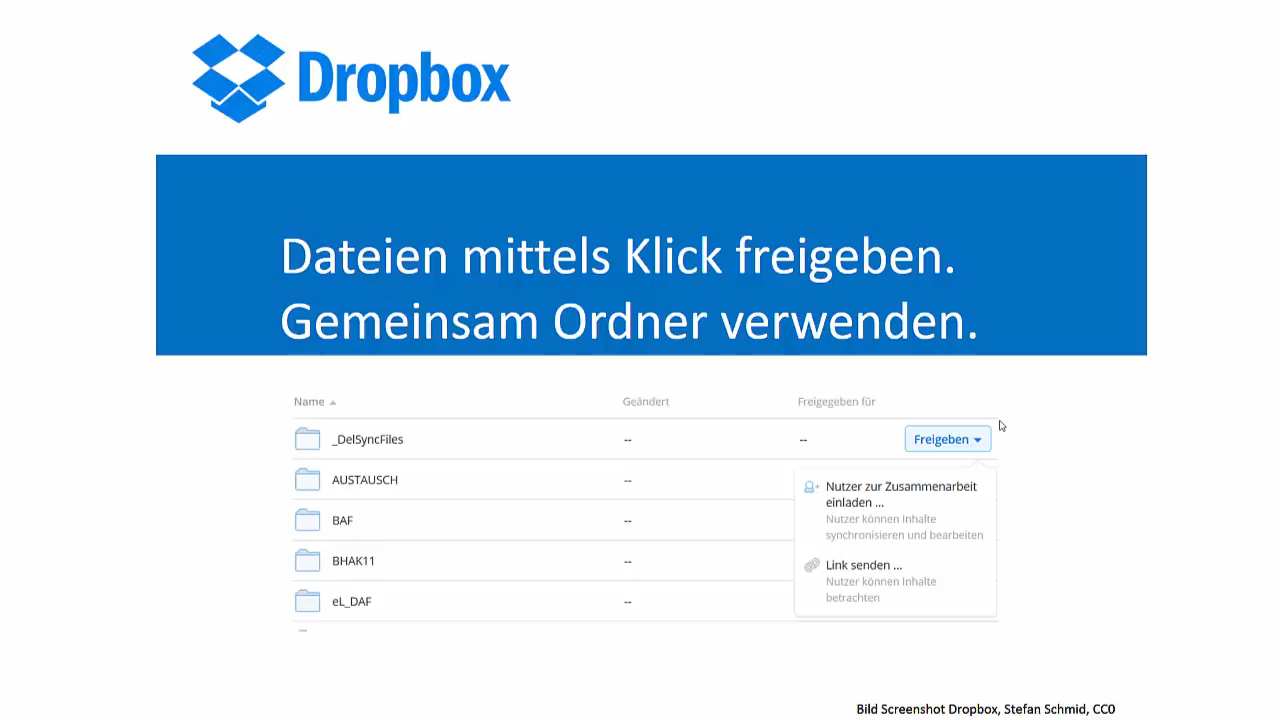 Dropbox
Dateien mittels Klick freigeben.
Gemeinsam Ordner verwenden.
Name Geändert Freigegeben für
_DelSyncFiles -- -- Freigeben
AUSTAUSCH --
BAF --
BHAK11 --
eL_DAF --
Nutzer zur Zusammenarbeit
einladen ...
Nutzer können Inhalte
synchronisieren und bearbeiten
Link senden ...
Nutzer können Inhalte
betrachten
Bild Screenshot Dropbox, Stefan Schmid, CC0